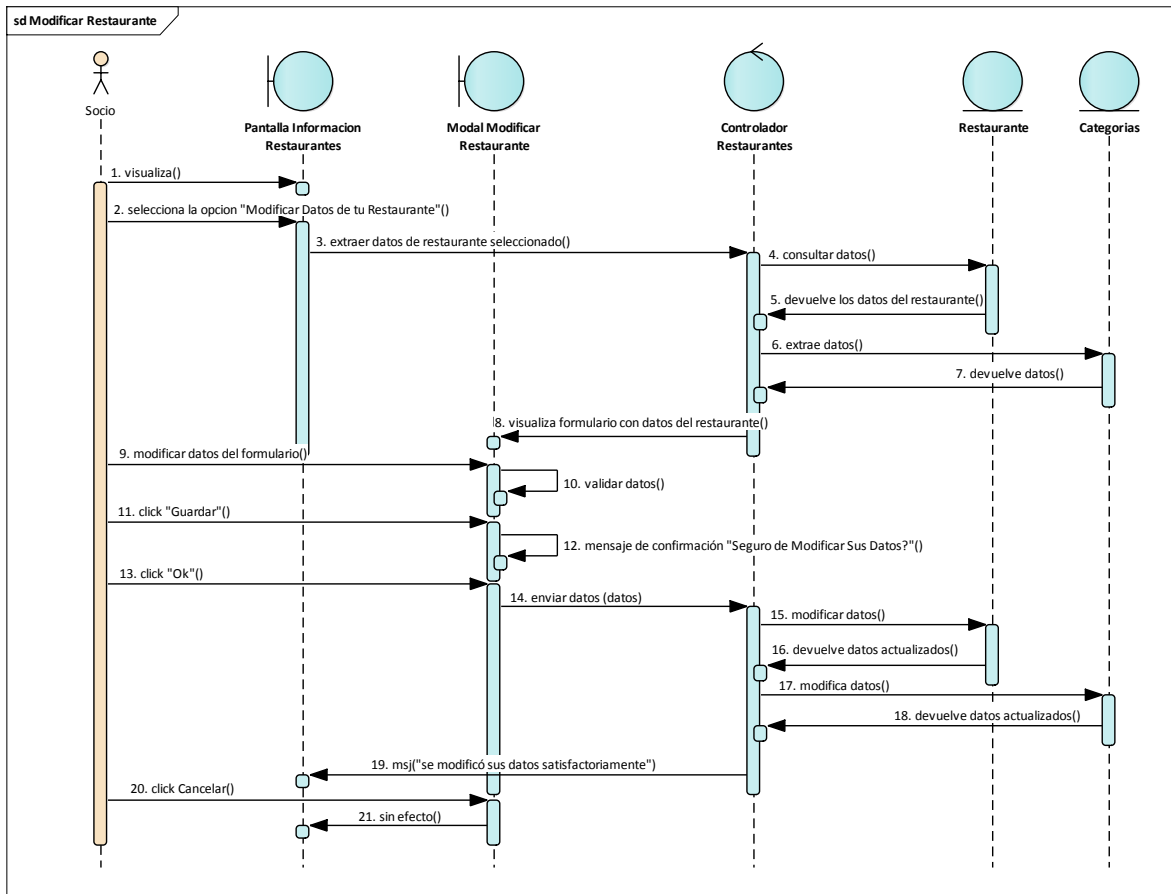 sd Modificar Restaurante
Socio
Pantalla Informacion
Restaurantes
Modal Modificar
Restaurante
Controlador
Restaurantes
Restaurante
Categorias
1. visualiza()
2. selecciona la opcion "Modificar Datos de tu Restaurante"()
3. extraer datos de restaurante seleccionado()
4. consultar datos()
5. devuelve los datos del restaurante()
6. extrae datos()
7. devuelve datos()
8. visualiza formulario con datos del restaurante()
9. modificar datos del formulario()
10. validar datos()
11. click "Guardar"()
12. mensaje de confirmación "Seguro de Modificar Sus Datos?"()
13. click "Ok"()
14. enviar datos (datos)
15. modificar datos()
16. devuelve datos actualizados()
17. modifica datos()
18. devuelve datos actualizados()
19. msj("se modificó sus datos satisfactoriamente")
20. click Cancelar()
21. sin efecto()